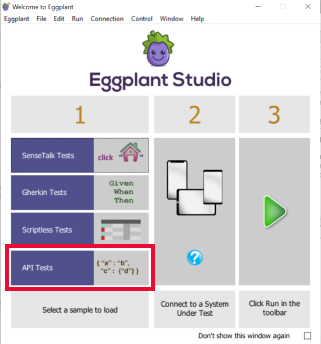 Welcome to Eggplant
Eggplant File Edit Run Connection Control Window Help
Eggplant Studio
1
2
3
SenseTalk Tests
click " "
Gherkin Tests
Given
When
Then
Scriptless Tests
API Tests
{ "a" : "b",
"c" : {"d"} }
?
Select a sample to load
Connect to a System
Under Test
Click Run in the
toolbar
Don't show this window again